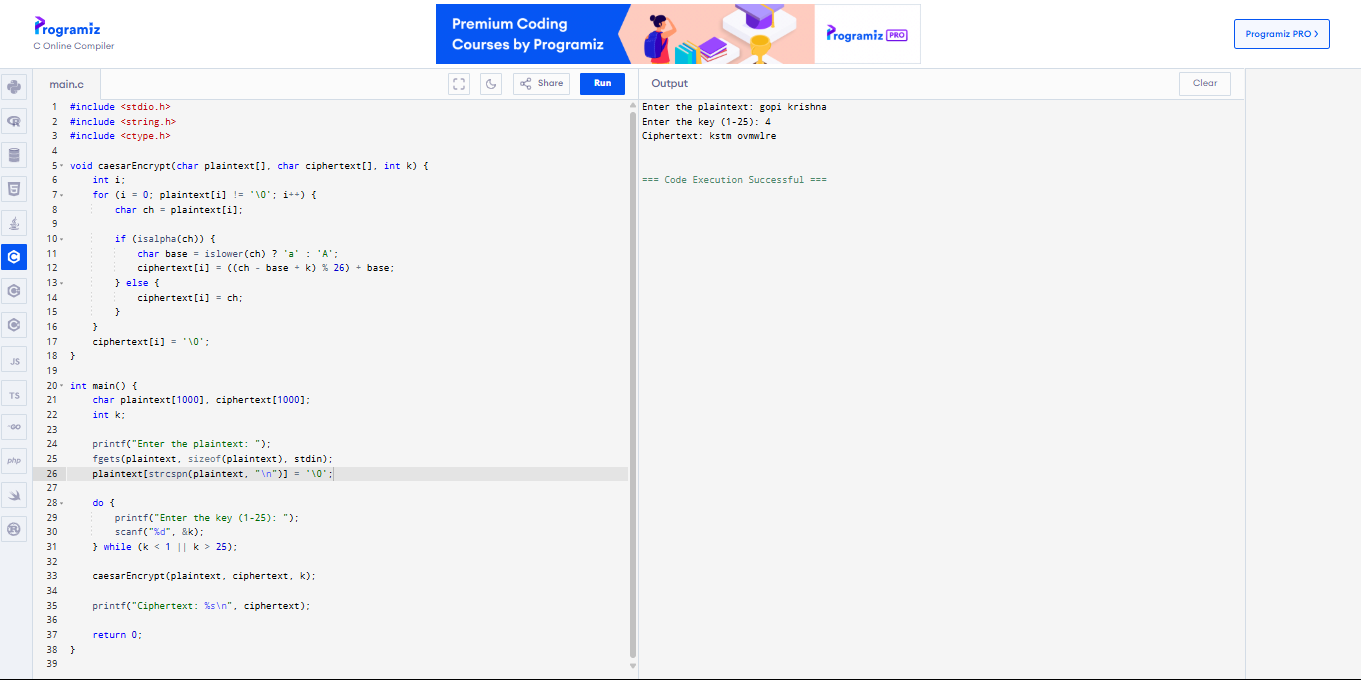 Programiz
C Online Compiler
Premium Coding
Courses by Programiz
Programiz PRO
Programiz PRO >
main.c
Share
Run
Output
Clear
1 #include <stdio.h>
2 #include <string.h>
3 #include <ctype.h>
4
5 void caesarEncrypt(char plaintext[], char ciphertext[], int k) {
6     int i;
7     for (i = 0; plaintext[i] != '\0'; i++) {
8         char ch = plaintext[i];
9
10         if (isalpha(ch)) {
11             char base = islower(ch) ? 'a' : 'A';
12             ciphertext[i] = ((ch - base + k) % 26) + base;
13         } else {
14             ciphertext[i] = ch;
15         }
16     }
17     ciphertext[i] = '\0';
18 }
19
20 int main() {
21     char plaintext[1000], ciphertext[1000];
22     int k;
23
24     printf("Enter the plaintext: ");
25     fgets(plaintext, sizeof(plaintext), stdin);
26     plaintext[strcspn(plaintext, "\n")] = '\0';
27
28     do {
29         printf("Enter the key (1-25): ");
30         scanf("%d", &k);
31     } while (k < 1 || k > 25);
32
33     caesarEncrypt(plaintext, ciphertext, k);
34
35     printf("Ciphertext: %s\n", ciphertext);
36
37     return 0;
38 }
39
Enter the plaintext: gopi krishna
Enter the key (1-25): 4
Ciphertext: kstm ovmwlre
=== Code Execution Successful ===
JS
TS
GO
php